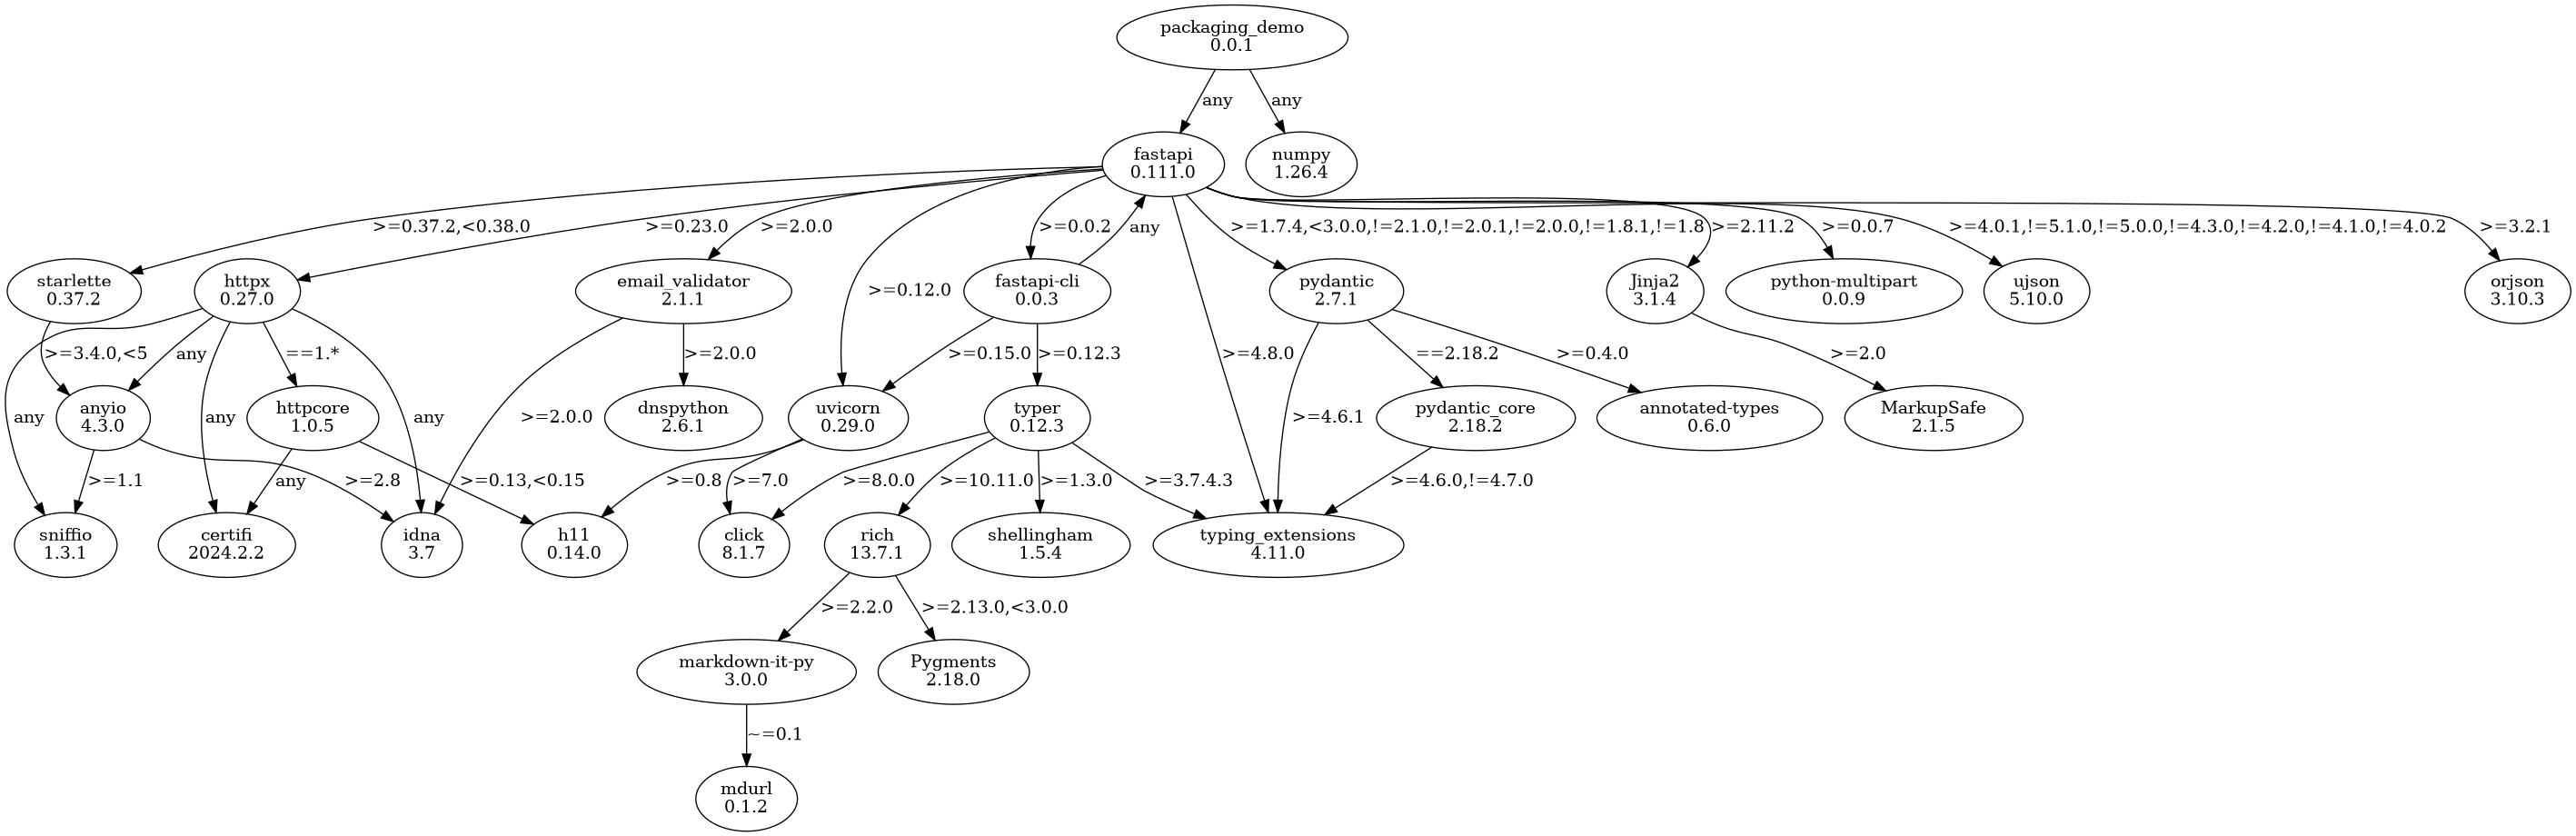 packaging_demo
0.0.1
any
any
fastapi
0.111.0
numpy
1.26.4
>=0.37.2,<0.38.0
>=0.23.0
>=2.0.0
>=0.0.2
any
>=1.7.4,<3.0.0,!=2.1.0,!=2.0.1,!=2.0.0,!=1.8.1,!=1.8
>=2.11.2
>=0.0.7
>=4.0.1,!=5.1.0,!=5.0.0,!=4.3.0,!=4.2.0,!=4.1.0,!=4.0.2
>=3.2.1
starlette
0.37.2
httpx
0.27.0
email_validator
2.1.1
>=0.12.0
fastapi-cli
0.0.3
pydantic
2.7.1
Jinja2
3.1.4
python-multipart
0.0.9
ujson
5.10.0
orjson
3.10.3
>=3.4.0,<5
any
==1.*
>=2.0.0
>=0.15.0
>=0.12.3
>=4.8.0
==2.18.2
>=0.4.0
>=2.0
any
anyio
4.3.0
any
httpcore
1.0.5
any
>=2.0.0
dnspython
2.6.1
uvicorn
0.29.0
typer
0.12.3
>=4.6.1
pydantic_core
2.18.2
annotated-types
0.6.0
MarkupSafe
2.1.5
>=1.1
any
>=2.8
>=0.13,<0.15
>=0.8
>=7.0
>=8.0.0
>=10.11.0
>=1.3.0
>=3.7.4.3
>=4.6.0,!=4.7.0
sniffio
1.3.1
certifi
2024.2.2
idna
3.7
h11
0.14.0
click
8.1.7
rich
13.7.1
shellingham
1.5.4
typing_extensions
4.11.0
>=2.2.0
>=2.13.0,<3.0.0
markdown-it-py
3.0.0
Pygments
2.18.0
~=0.1
mdurl
0.1.2